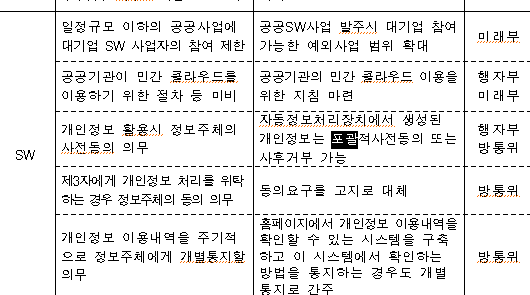 일정규모 이하의 공공사업에
대기업 SW 사업자의 참여 제한
공공SW사업 발주시 대기업 참여
가능한 예외사업 범위 확대
미래부
공공기관이 민간 클라우드를
이용하기 위한 절차 등 미비
공공기관의 민간 클라우드 이용을
위한 지침 마련
행자부
미래부
SW
개인정보 활용시 정보주체의
사전동의 의무
자동정보처리장치에서 생성된
개인정보는 포괄적사전동의 또는
사후거부 가능
행자부
방통위
제3자에게 개인정보 처리를 위탁
하는 경우 정보주체의 동의 의무
동의요구를 고지로 대체
방통위
개인정보 이용내역을 주기적
으로 정보주체에게 개별통지할
의무
홈페이지에서 개인정보 이용내역을
확인할 수 있는 시스템을 구축
하고 이 시스템에서 확인하는
방법을 통지하는 경우도 개별
통지로 간주
방통위